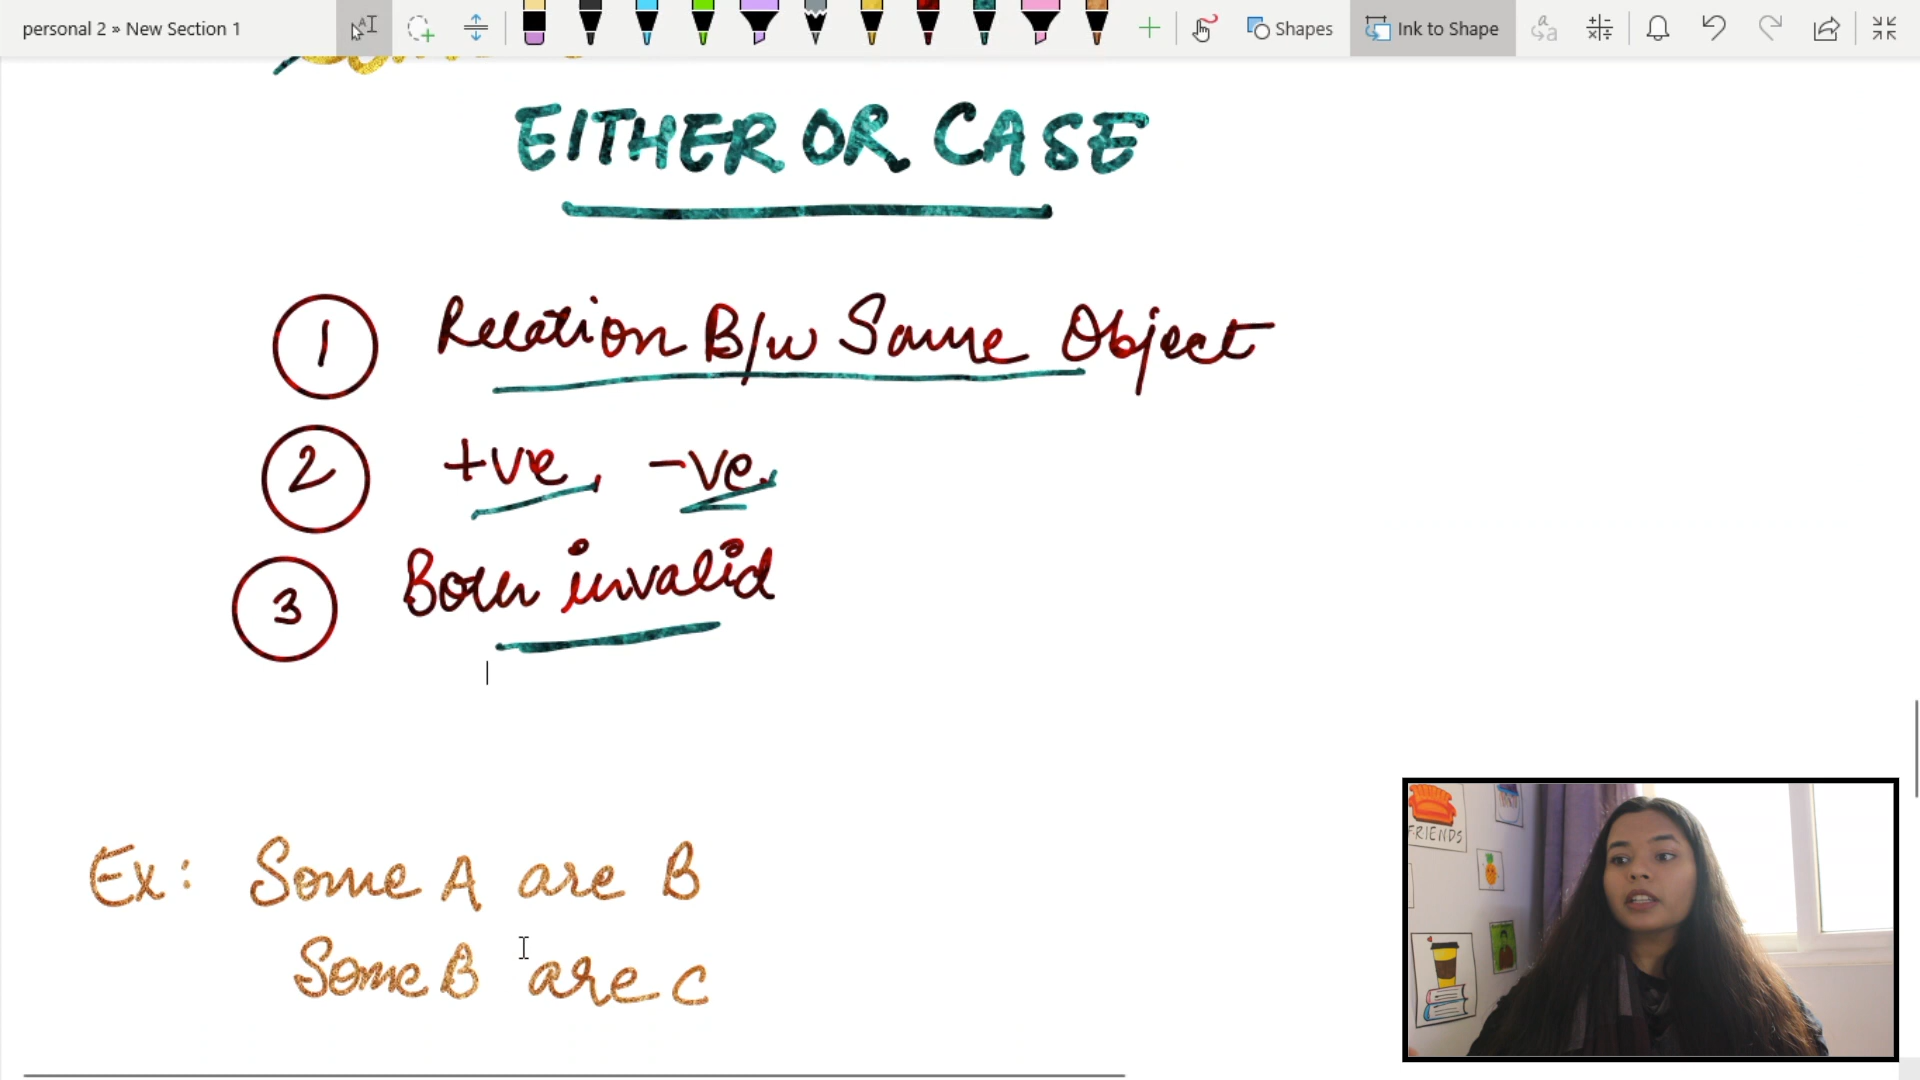 personal 2 » New Section 1
Shapes
Ink to Shape
EITHER OR CASE
1 Relation B/w Same Object
2 +ve, -ve
3 Both invalid
Ex: Some A are B
Some B are C
FRIENDS